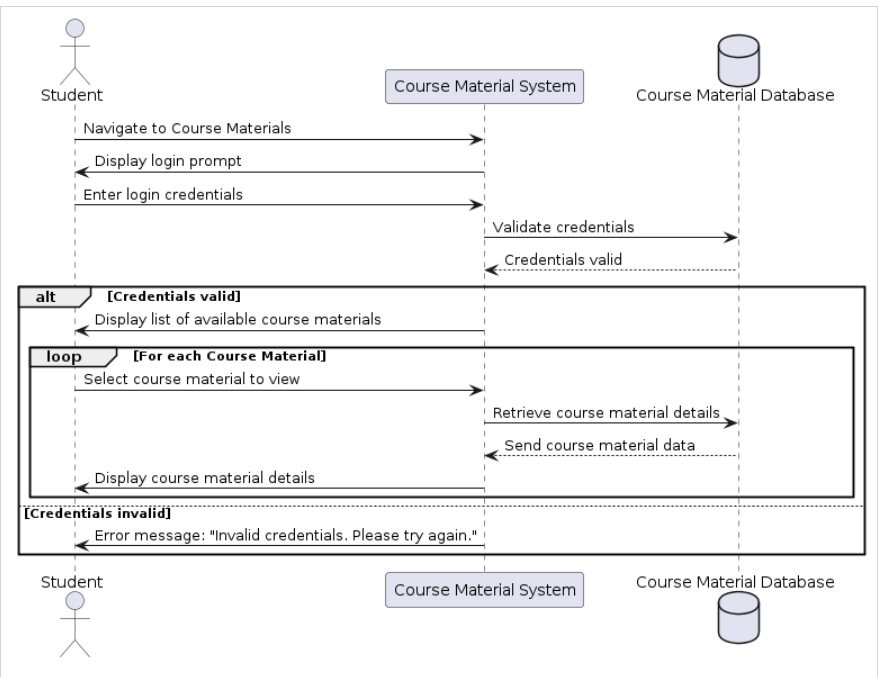 Student
Course Material System
Course Material Database
Navigate to Course Materials
Display login prompt
Enter login credentials
Validate credentials
Credentials valid
alt [Credentials valid]
Display list of available course materials
loop [For each Course Material]
Select course material to view
Retrieve course material details
Send course material data
Display course material details
[Credentials invalid]
Error message: "Invalid credentials. Please try again."
Student
Course Material System
Course Material Database